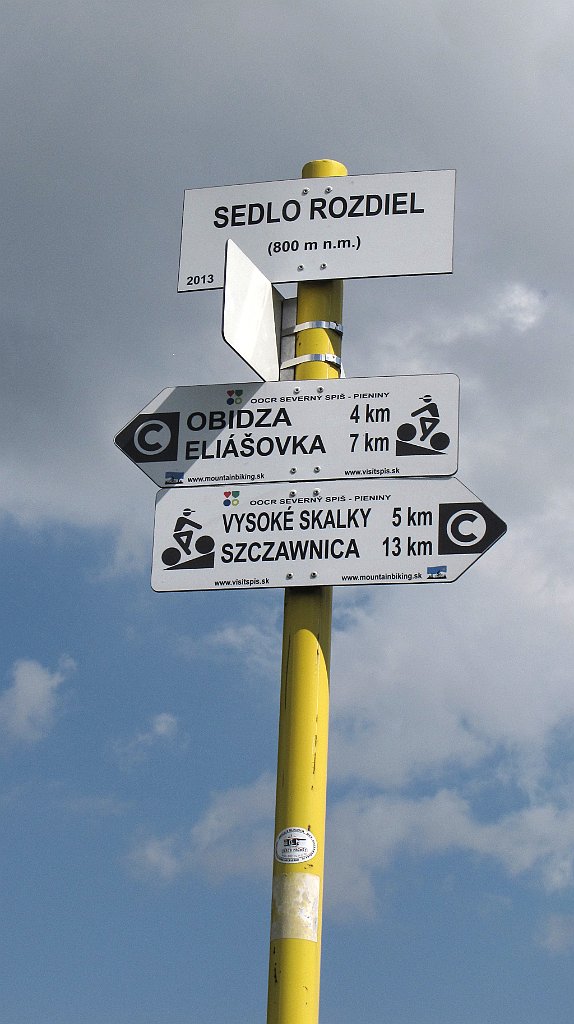 SEDLO ROZDIEL
(800 m n.m.)
2013
OOCR SEVERNÝ SPIŠ - PIENINY
C OBIDZA 4 km
ELIÁŠOVKA 7 km
www.mountainbiking.sk www.visitspis.sk
OOCR SEVERNÝ SPIŠ - PIENINY
VYSOKÉ SKALKY 5 km C
SZCZAWNICA 13 km
www.visitspis.sk www.mountainbiking.sk